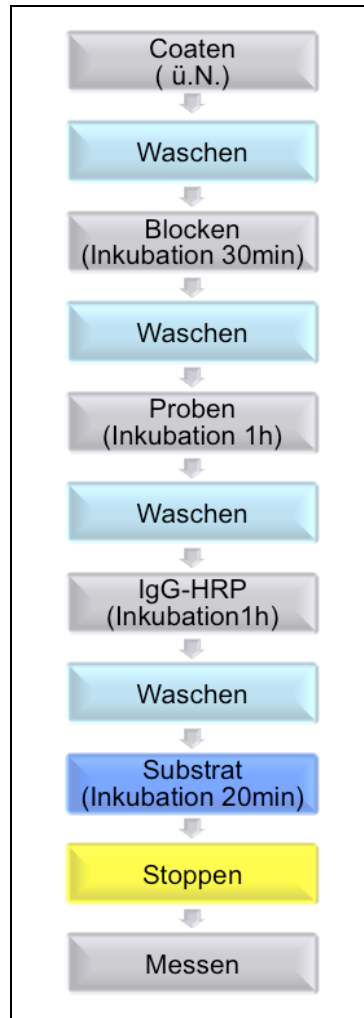 Coaten
( ü.N.)
Waschen
Blocken
(Inkubation 30min)
Waschen
Proben
(Inkubation 1h)
Waschen
IgG-HRP
(Inkubation1h)
Waschen
Substrat
(Inkubation 20min)
Stoppen
Messen